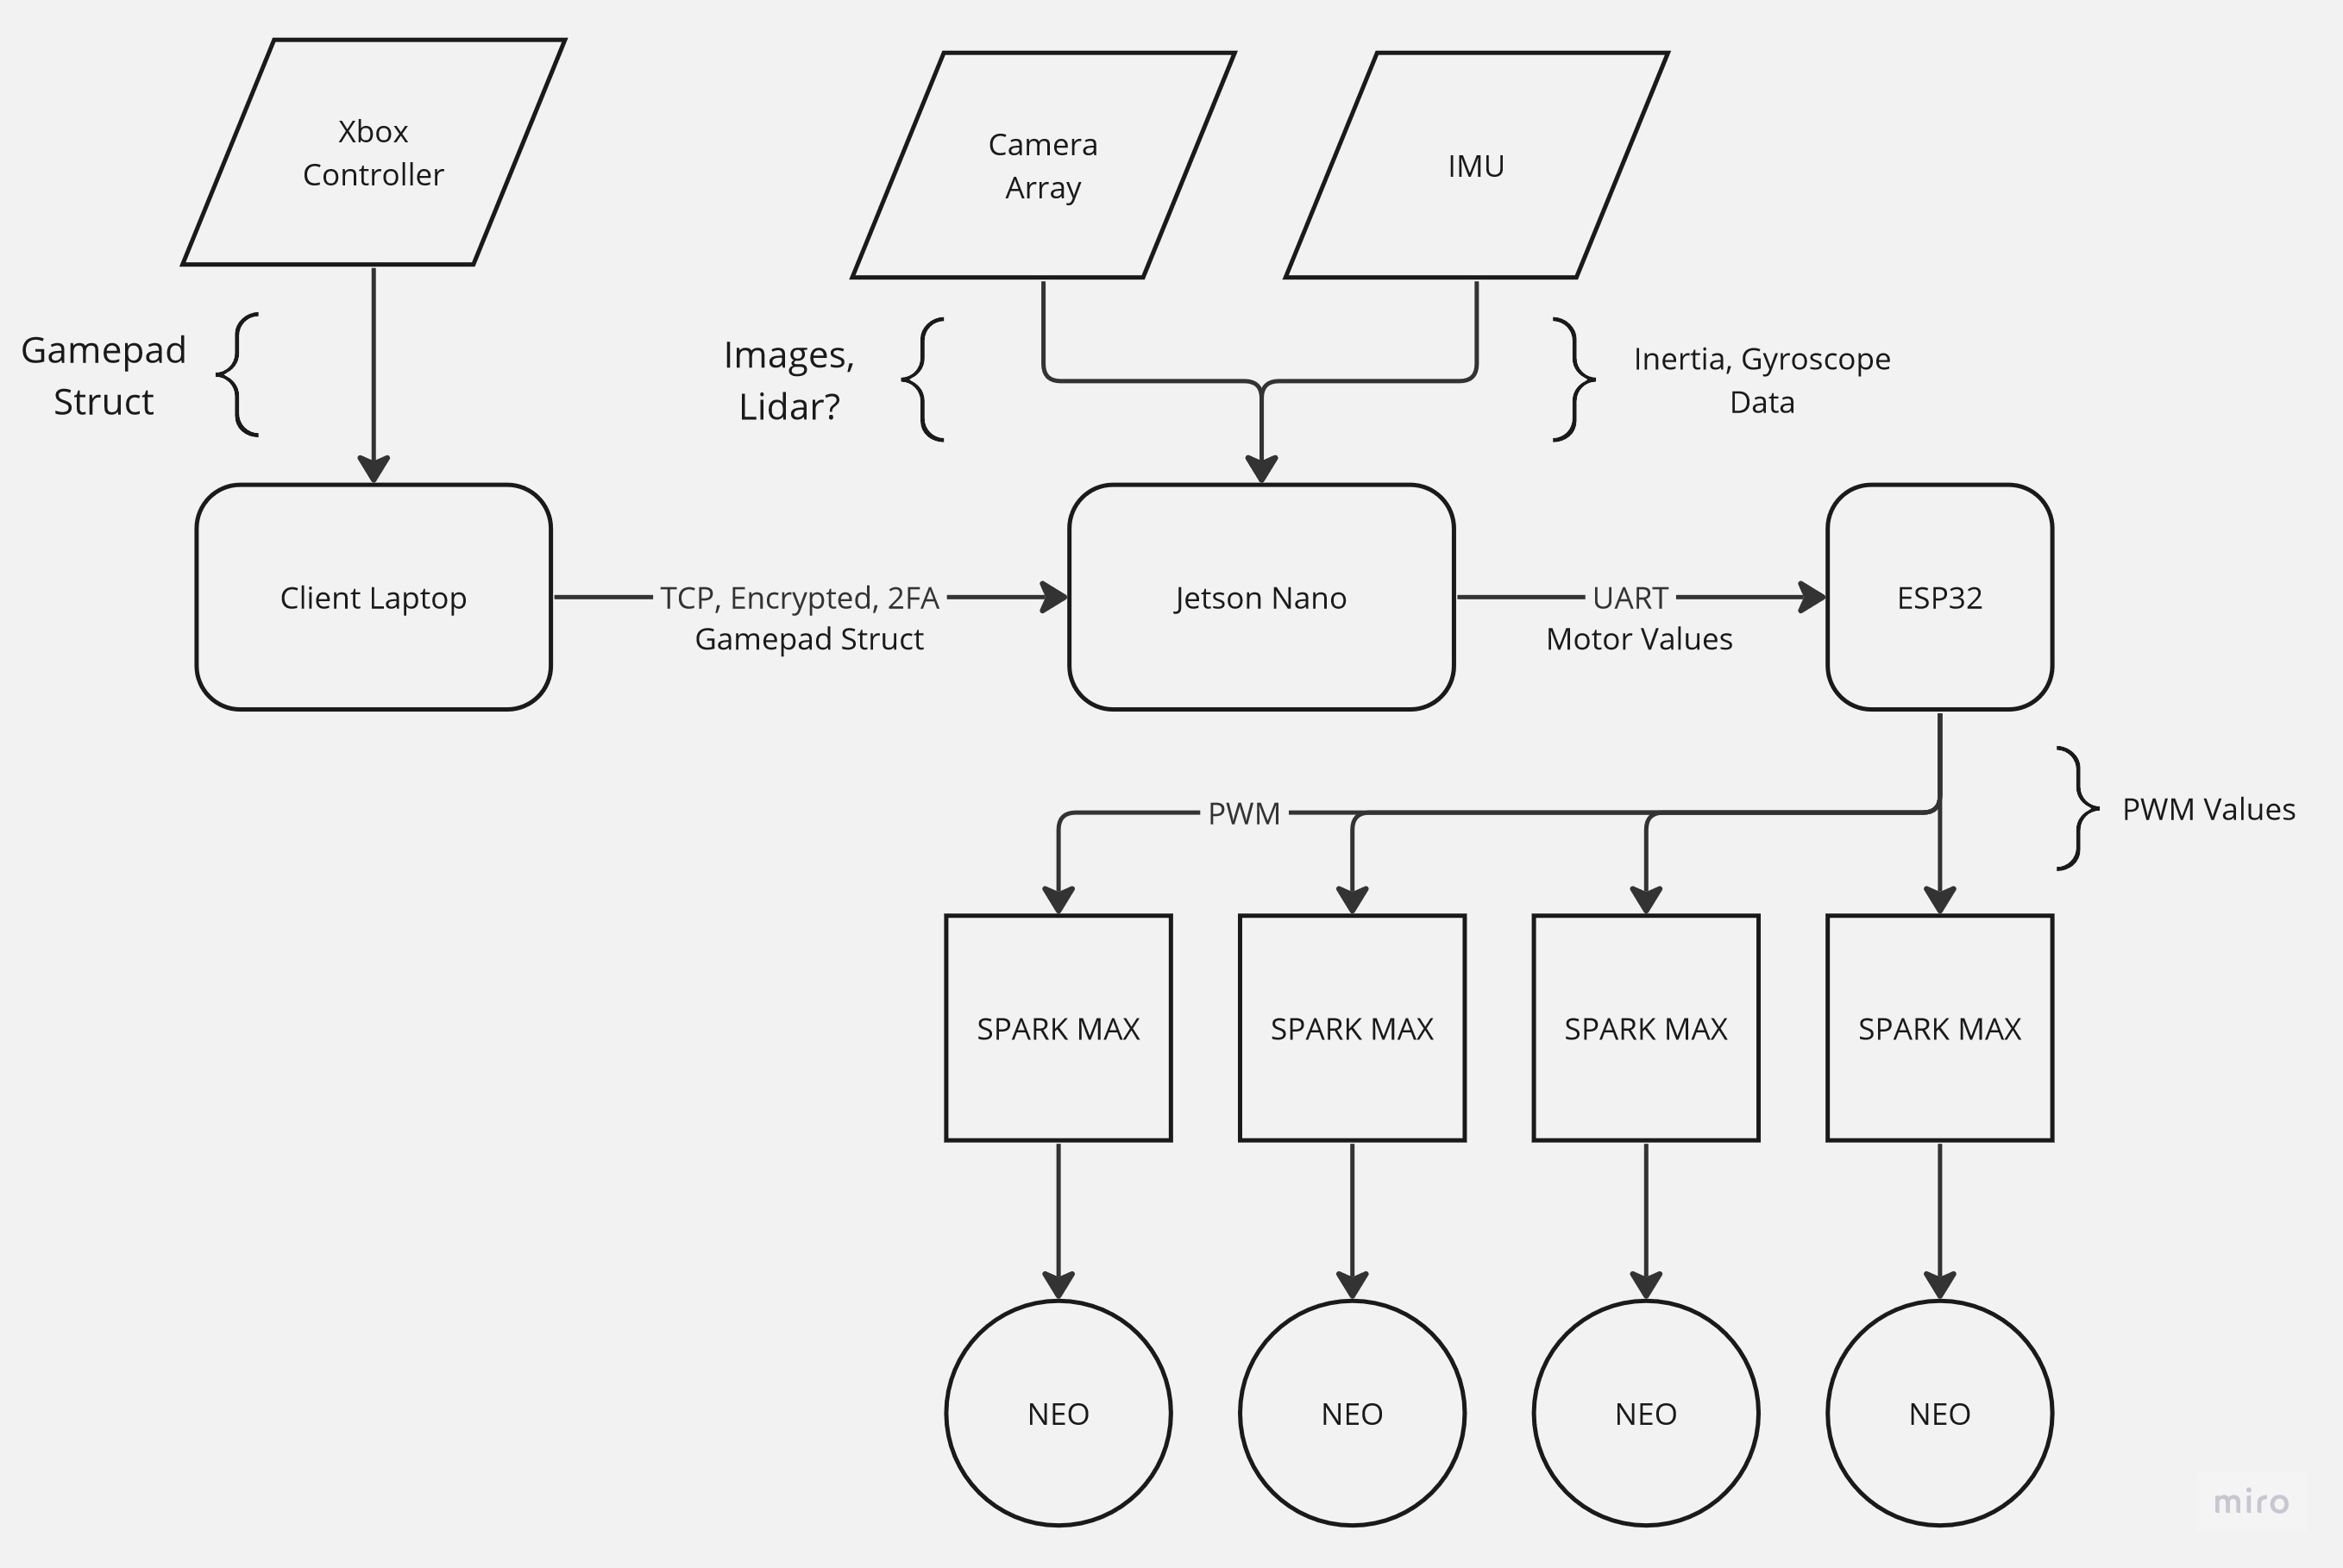 Xbox
Controller
Camera
Array
IMU
Gamepad
Struct
Images,
Lidar?
Inertia, Gyroscope
Data
Client Laptop
TCP, Encrypted, 2FA
Gamepad Struct
Jetson Nano
UART
Motor Values
ESP32
PWM
PWM Values
SPARK MAX
SPARK MAX
SPARK MAX
SPARK MAX
NEO
NEO
NEO
NEO
miro